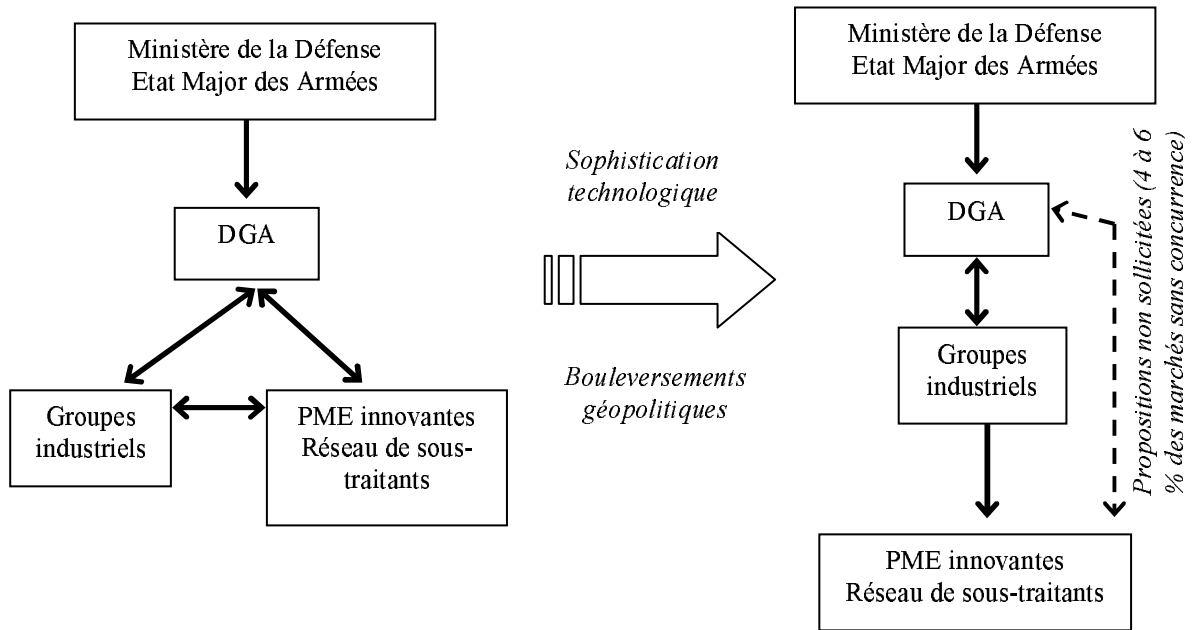 Ministère de la Défense
Etat Major des Armées
DGA
Groupes
industriels
PME innovantes
Réseau de sous-
traitants
Sophistication
technologique
Bouleversements
géopolitiques
Ministère de la Défense
Etat Major des Armées
DGA
Groupes
industriels
PME innovantes
Réseau de sous-traitants
Propositions non sollicitées (4 à 6
% des marchés sans concurrence)